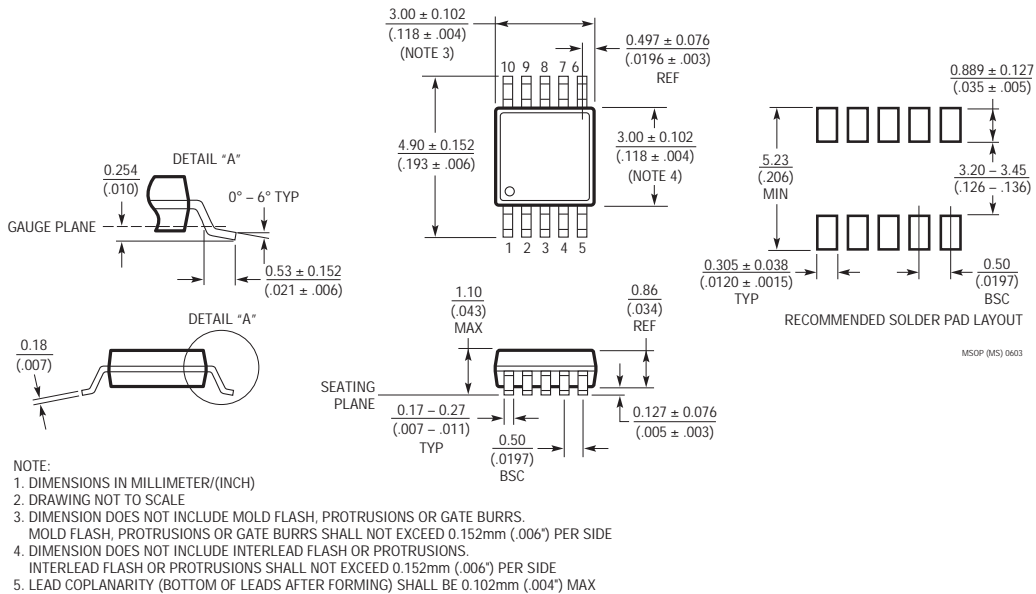 3.00 ± 0.102
(.118 ± .004)
(NOTE 3)
0.497 ± 0.076
(.0196 ± .003)
REF
10 9 8 7 6
4.90 ± 0.152
(.193 ± .006)
3.00 ± 0.102
(.118 ± .004)
(NOTE 4)
1 2 3 4 5
0.889 ± 0.127
(.035 ± .005)
5.23
(.206)
MIN
3.20 – 3.45
(.126 – .136)
0.305 ± 0.038
(.0120 ± .0015)
TYP
0.50
(.0197)
BSC
RECOMMENDED SOLDER PAD LAYOUT
MSOP (MS) 0603
DETAIL “A”
0.254
(.010)
0° – 6° TYP
GAUGE PLANE
0.53 ± 0.152
(.021 ± .006)
DETAIL “A”
0.18
(.007)
1.10
(.043)
MAX
0.86
(.034)
REF
SEATING
PLANE
0.17 – 0.27
(.007 – .011)
TYP
0.50
(.0197)
BSC
0.127 ± 0.076
(.005 ± .003)
NOTE:
1. DIMENSIONS IN MILLIMETER/(INCH)
2. DRAWING NOT TO SCALE
3. DIMENSION DOES NOT INCLUDE MOLD FLASH, PROTRUSIONS OR GATE BURRS.
MOLD FLASH, PROTRUSIONS OR GATE BURRS SHALL NOT EXCEED 0.152mm (.006") PER SIDE
4. DIMENSION DOES NOT INCLUDE INTERLEAD FLASH OR PROTRUSIONS.
INTERLEAD FLASH OR PROTRUSIONS SHALL NOT EXCEED 0.152mm (.006") PER SIDE
5. LEAD COPLANARITY (BOTTOM OF LEADS AFTER FORMING) SHALL BE 0.102mm (.004") MAX